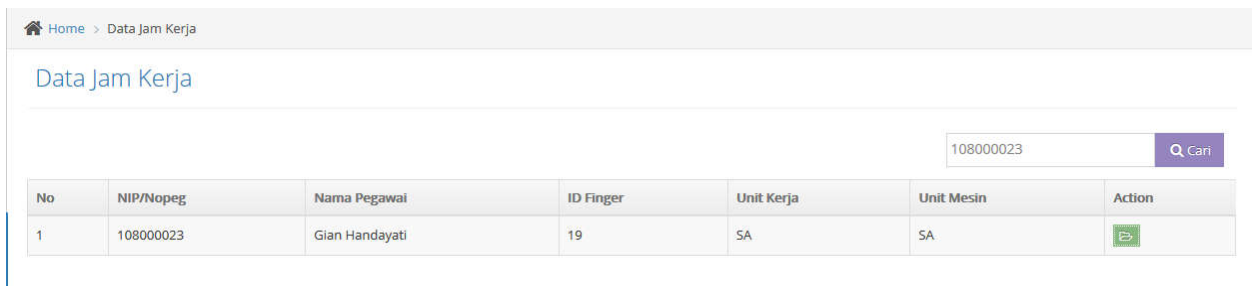 Home > Data Jam Kerja
Data Jam Kerja
108000023 Cari
No NIP/Nopeg Nama Pegawai ID Finger Unit Kerja Unit Mesin Action
1 108000023 Gian Handayati 19 SA SA